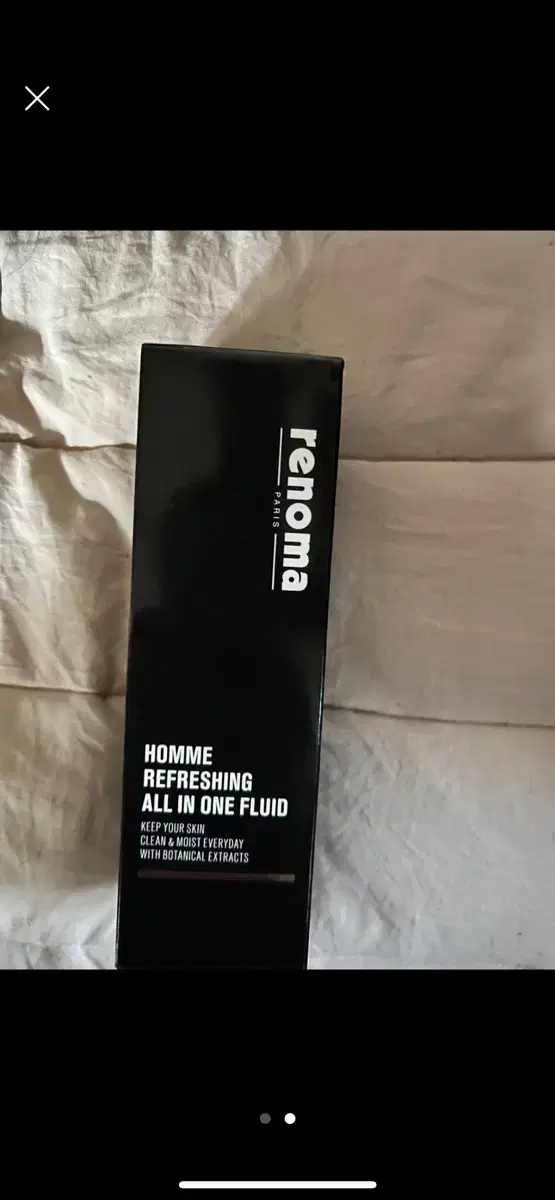 renoma
PARIS
HOMME
REFRESHING
ALL IN ONE FLUID
KEEP YOUR SKIN
CLEAN & MOIST EVERYDAY
WITH BOTANICAL EXTRACTS